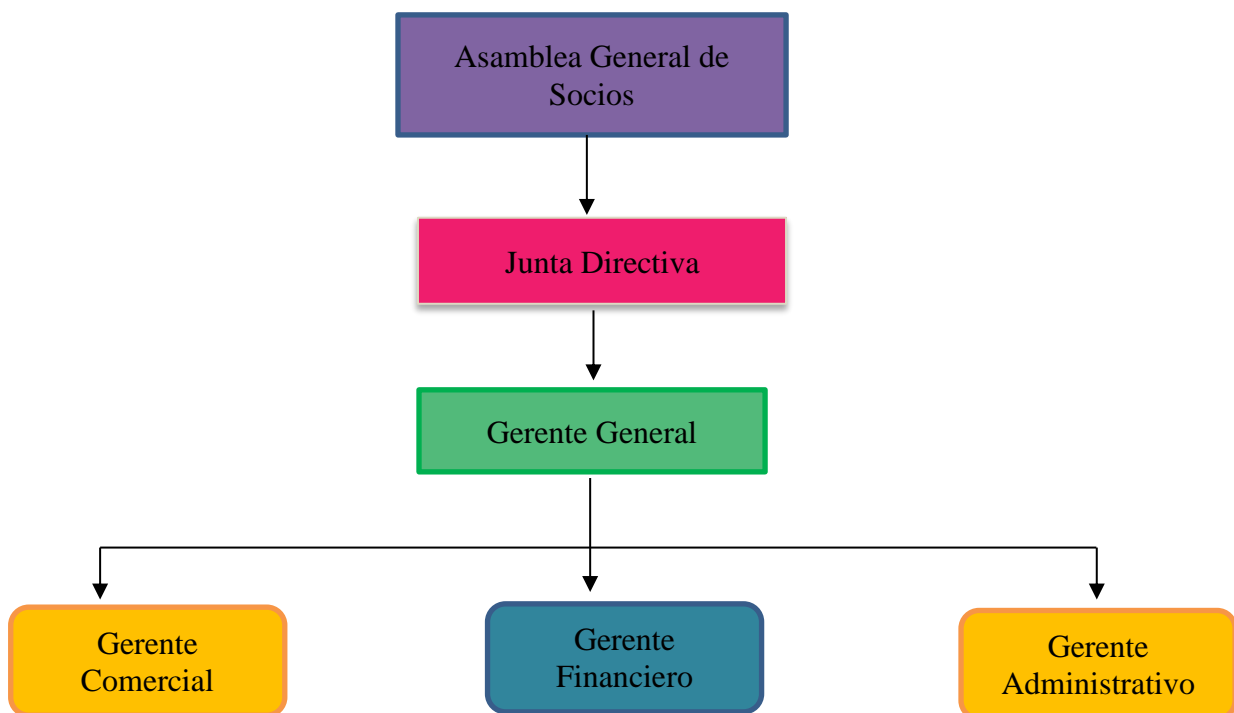 Asamblea General de
Socios
Junta Directiva
Gerente General
Gerente
Comercial
Gerente
Financiero
Gerente
Administrativo